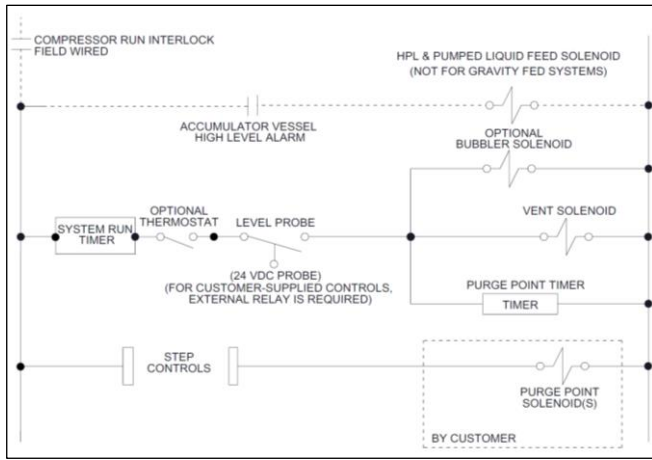 COMPRESSOR RUN INTERLOCK
FIELD WIRED
HPL & PUMPED LIQUID FEED SOLENOID
(NOT FOR GRAVITY FED SYSTEMS)
ACCUMULATOR VESSEL
HIGH LEVEL ALARM
OPTIONAL
BUBBLER SOLENOID
SYSTEM RUN
TIMER
OPTIONAL
THERMOSTAT
LEVEL PROBE
VENT SOLENOID
(24 VDC PROBE)
(FOR CUSTOMER-SUPPLIED CONTROLS,
EXTERNAL RELAY IS REQUIRED)
PURGE POINT TIMER
TIMER
STEP
CONTROLS
PURGE POINT
SOLENOID(S)
BY CUSTOMER